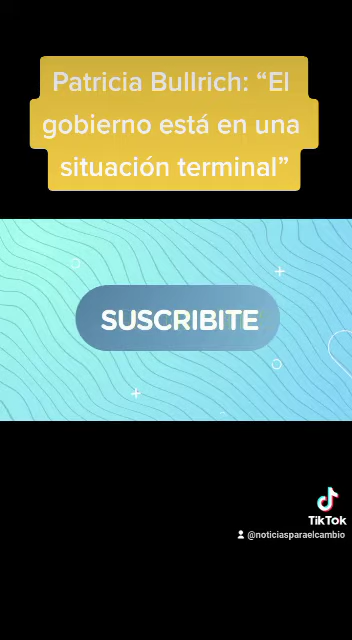 Patricia Bullrich: “El
gobierno está en una
situación terminal”
SUSCRIBITE
TikTok
@noticiasparaelcambio